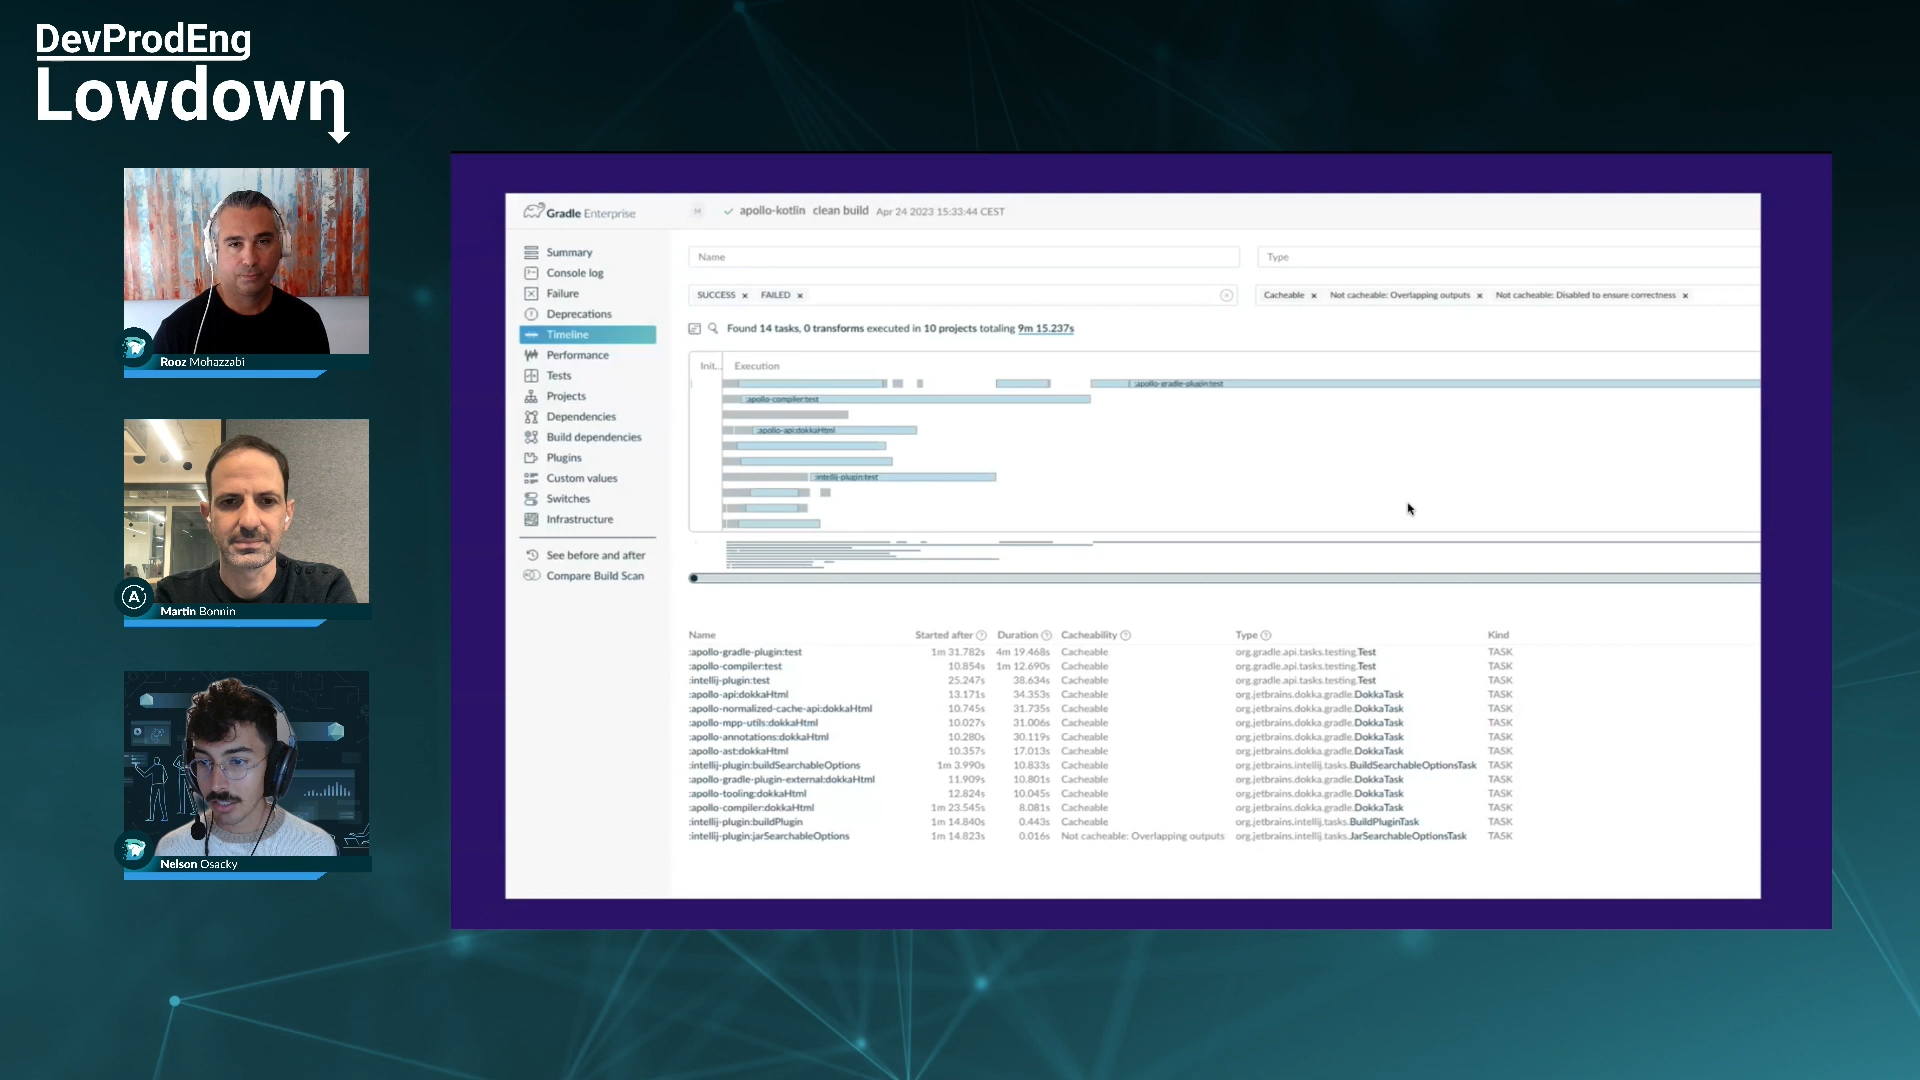 DevProdEng
Lowdown
Rooz Mohazzabi
Martin Bonnin
Nelson Osacky
Gradle Enterprise
M
apollo-kotlin clean build Apr 24 2023 15:33:44 CEST
Summary
Console log
Failure
Deprecations
Timeline
Performance
Tests
Projects
Dependencies
Build dependencies
Plugins
Custom values
Switches
Infrastructure
See before and after
Compare Build Scan
Name
Type
SUCCESS × FAILED ×
Cacheable × Not cacheable: Overlapping outputs × Not cacheable: Disabled to ensure correctness ×
Found 14 tasks, 0 transforms executed in 10 projects totaling 9m 15.237s
Init... Execution
:apollo-gradle-plugin:test
:apollo-compiler:test
:apollo-api:dokkaHtml
:intellij-plugin:test
Name Started after Duration Cacheability Type Kind
:apollo-gradle-plugin:test 1m 31.782s 4m 19.468s Cacheable org.gradle.api.tasks.testing.Test TASK
:apollo-compiler:test 10.854s 1m 12.690s Cacheable org.gradle.api.tasks.testing.Test TASK
:intellij-plugin:test 25.247s 38.634s Cacheable org.gradle.api.tasks.testing.Test TASK
:apollo-api:dokkaHtml 13.171s 34.353s Cacheable org.jetbrains.dokka.gradle.DokkaTask TASK
:apollo-normalized-cache-api:dokkaHtml 10.745s 31.735s Cacheable org.jetbrains.dokka.gradle.DokkaTask TASK
:apollo-mpp-utils:dokkaHtml 10.027s 31.006s Cacheable org.jetbrains.dokka.gradle.DokkaTask TASK
:apollo-annotations:dokkaHtml 10.280s 30.119s Cacheable org.jetbrains.dokka.gradle.DokkaTask TASK
:apollo-ast:dokkaHtml 10.357s 17.013s Cacheable org.jetbrains.dokka.gradle.DokkaTask TASK
:intellij-plugin:buildSearchableOptions 1m 3.990s 10.833s Cacheable org.jetbrains.intellij.tasks.BuildSearchableOptionsTask TASK
:apollo-gradle-plugin-external:dokkaHtml 11.909s 10.801s Cacheable org.jetbrains.dokka.gradle.DokkaTask TASK
:apollo-tooling:dokkaHtml 12.824s 10.045s Cacheable org.jetbrains.dokka.gradle.DokkaTask TASK
:apollo-compiler:dokkaHtml 1m 23.545s 8.081s Cacheable org.jetbrains.dokka.gradle.DokkaTask TASK
:intellij-plugin:buildPlugin 1m 14.840s 0.443s Cacheable org.jetbrains.intellij.tasks.BuildPluginTask TASK
:intellij-plugin:jarSearchableOptions 1m 14.823s 0.016s Not cacheable: Overlapping outputs org.jetbrains.intellij.tasks.JarSearchableOptionsTask TASK